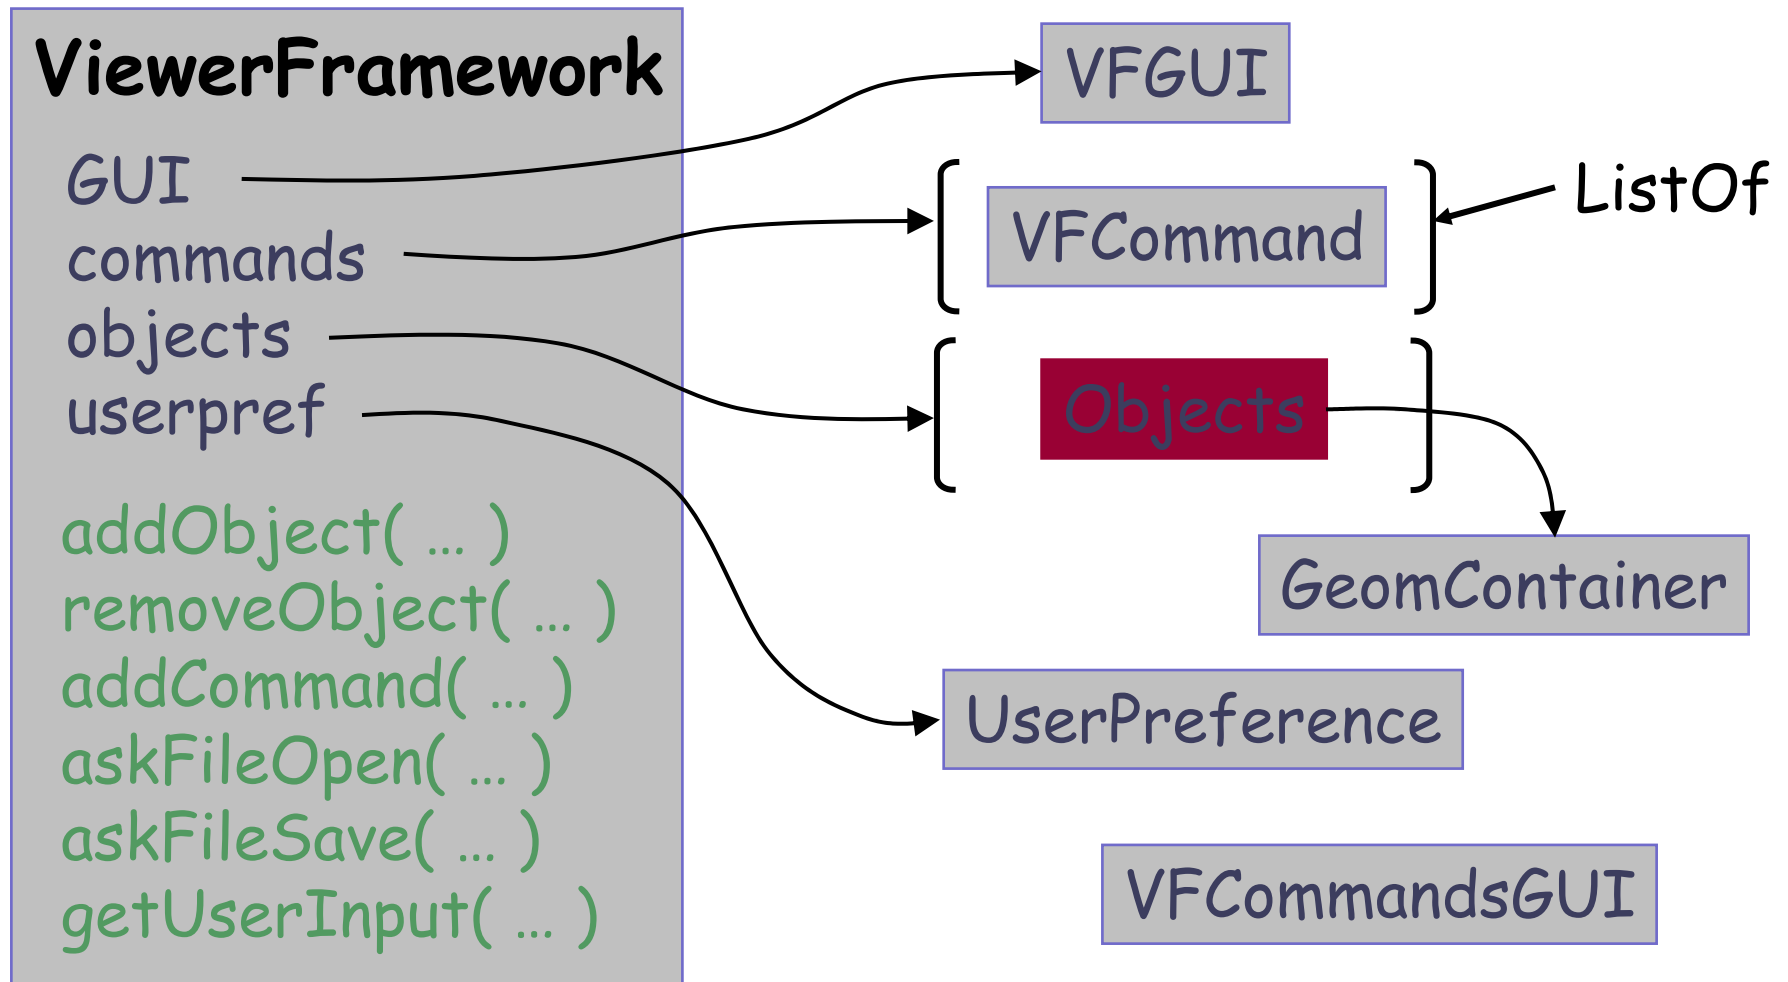 ViewerFramework
GUI
commands
objects
userpref
addObject( ... )
removeObject( ... )
addCommand( ... )
askFileOpen( ... )
askFileSave( ... )
getUserInput( ... )
VFGUI
VFCommand
ListOf
Objects
GeomContainer
UserPreference
VFCommandsGUI